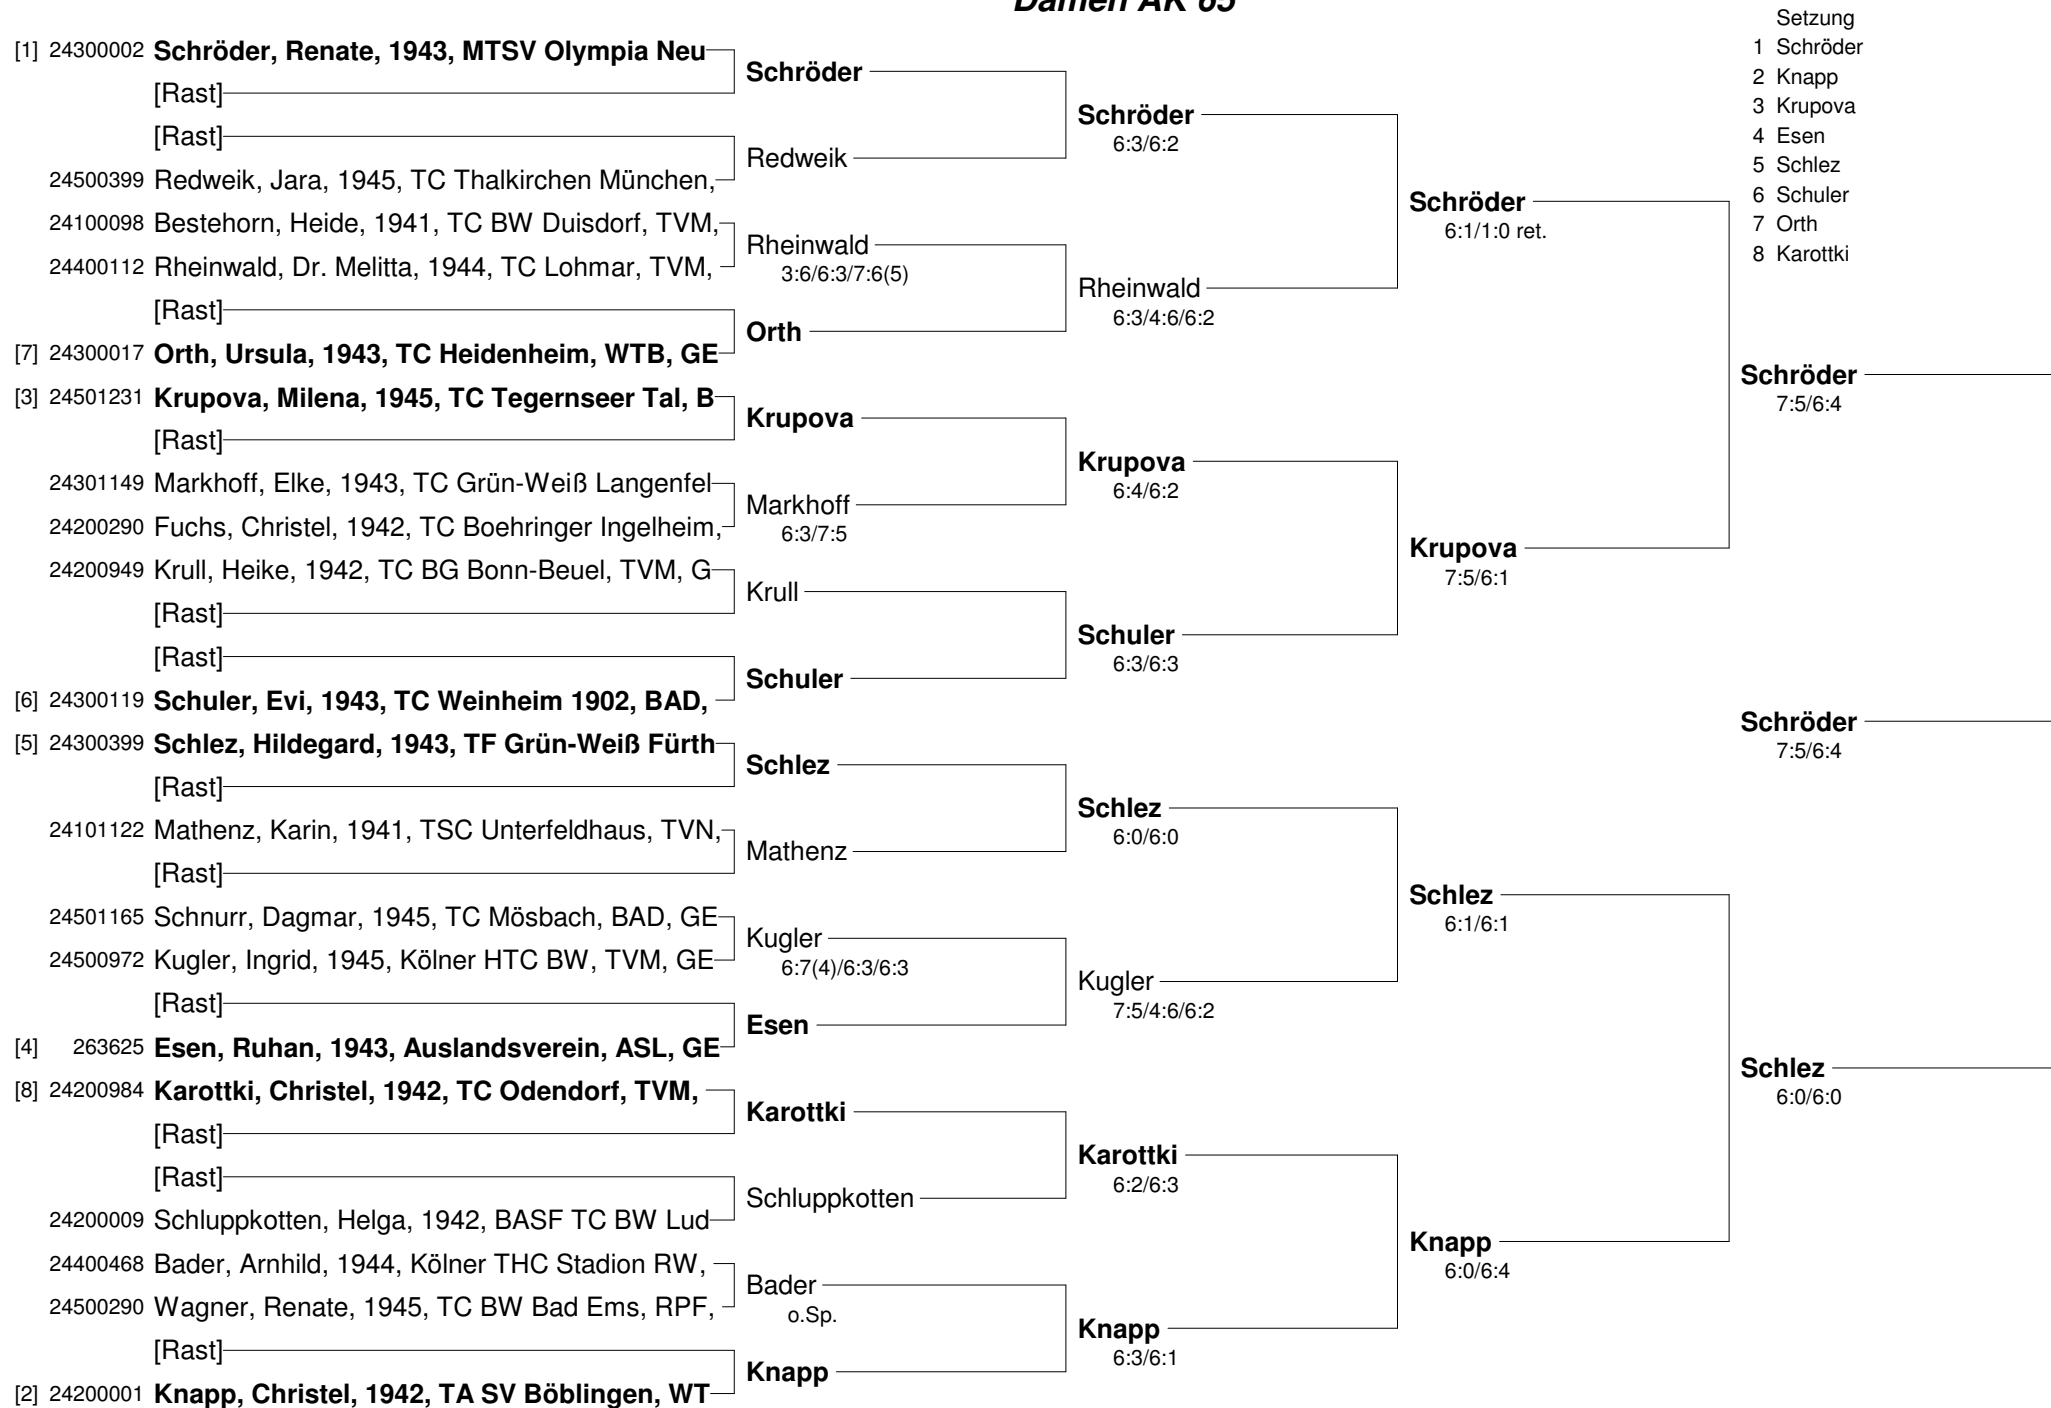 Damen AK 65
Setzung
1 Schröder
2 Knapp
3 Krupova
4 Esen
5 Schlez
6 Schuler
7 Orth
8 Karottki
[1] 24300002 Schröder, Renate, 1943, MTSV Olympia Neu
[Rast]
[Rast]
24500399 Redweik, Jara, 1945, TC Thalkirchen München,
24100098 Bestehorn, Heide, 1941, TC BW Duisdorf, TVM,
24400112 Rheinwald, Dr. Melitta, 1944, TC Lohmar, TVM,
[Rast]
[7] 24300017 Orth, Ursula, 1943, TC Heidenheim, WTB, GE
[3] 24501231 Krupova, Milena, 1945, TC Tegernseer Tal, B
[Rast]
24301149 Markhoff, Elke, 1943, TC Grün-Weiß Langenfel
24200290 Fuchs, Christel, 1942, TC Boehringer Ingelheim,
24200949 Krull, Heike, 1942, TC BG Bonn-Beuel, TVM, G
[Rast]
[Rast]
[6] 24300119 Schuler, Evi, 1943, TC Weinheim 1902, BAD,
[5] 24300399 Schlez, Hildegard, 1943, TF Grün-Weiß Fürth
[Rast]
24101122 Mathenz, Karin, 1941, TSC Unterfeldhaus, TVN,
[Rast]
24501165 Schnurr, Dagmar, 1945, TC Mösbach, BAD, GE
24500972 Kugler, Ingrid, 1945, Kölner HTC BW, TVM, GE
[Rast]
[4] 263625 Esen, Ruhan, 1943, Auslandsverein, ASL, GE
[8] 24200984 Karottki, Christel, 1942, TC Odendorf, TVM,
[Rast]
[Rast]
24200009 Schluppkotten, Helga, 1942, BASF TC BW Lud
24400468 Bader, Arnhild, 1944, Kölner THC Stadion RW,
24500290 Wagner, Renate, 1945, TC BW Bad Ems, RPF,
[Rast]
[2] 24200001 Knapp, Christel, 1942, TA SV Böblingen, WT
Schröder
Redweik
Rheinwald
3:6/6:3/7:6(5)
Orth
Krupova
Markhoff
6:3/7:5
Krull
Schuler
Schlez
Mathenz
Kugler
6:7(4)/6:3/6:3
Esen
Karottki
Schluppkotten
Bader
o.Sp.
Knapp
Schröder
6:3/6:2
Rheinwald
6:3/4:6/6:2
Krupova
6:4/6:2
Schuler
6:3/6:3
Schlez
6:0/6:0
Kugler
7:5/4:6/6:2
Karottki
6:2/6:3
Knapp
6:3/6:1
Schröder
6:1/1:0 ret.
Krupova
7:5/6:1
Schlez
6:1/6:1
Knapp
6:0/6:4
Schröder
7:5/6:4
Schröder
7:5/6:4
Schlez
6:0/6:0